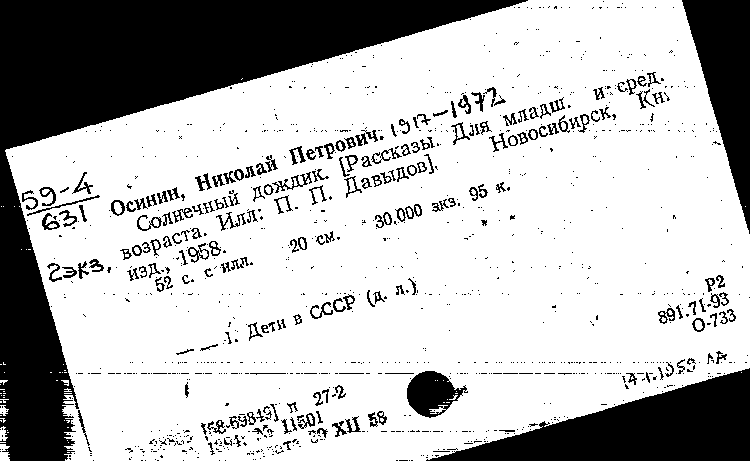 59-4
631
2 экз.
Осинин, Николай Петрович. 1917-1972
Солнечный дождик. [Рассказы. Для младш. и сред.
возраста. Илл: П. П. Давыдов]. Новосибирск, Кн.
изд., 1958.
52 с. с илл. 20 см. 30.000 экз. 95 к.
1. Дети в СССР (д. л.)
Р2
891.71-93
О-733
[58-69849] п 27-2
№ 11501
XII 58